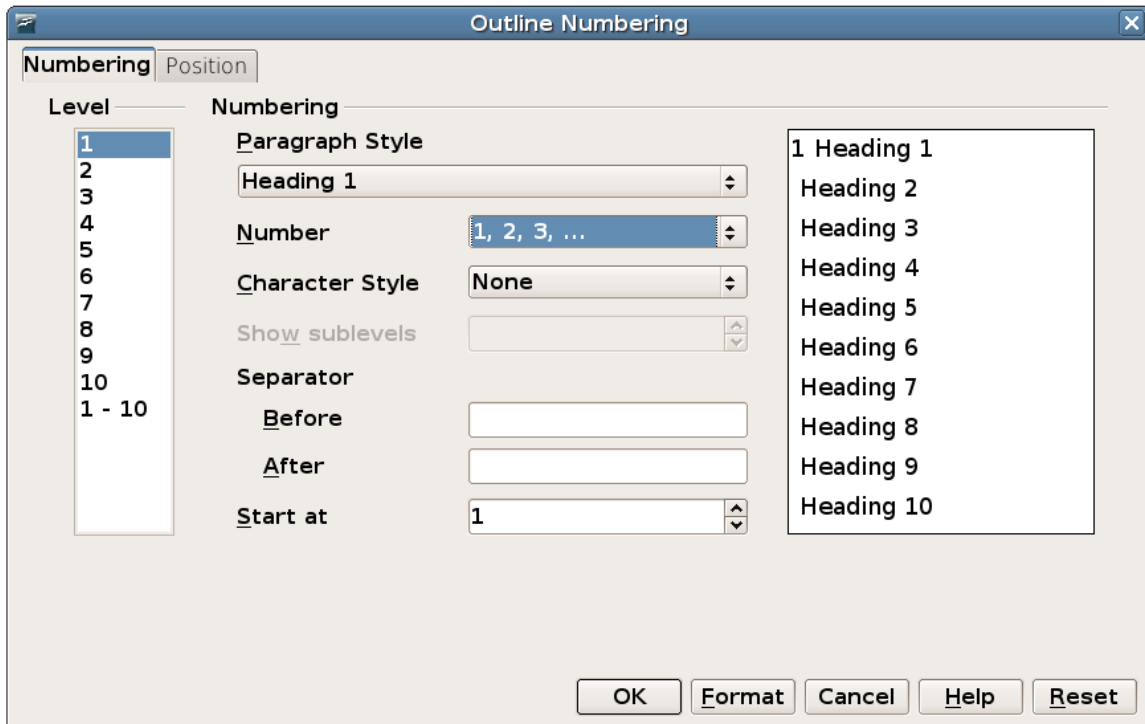 Outline Numbering
Numbering Position
Level
1
2
3
4
5
6
7
8
9
10
1 - 10
Numbering
Paragraph Style
Heading 1
Number 1, 2, 3, ...
Character Style None
Show sublevels
Separator
Before
After
Start at 1
1 Heading 1
Heading 2
Heading 3
Heading 4
Heading 5
Heading 6
Heading 7
Heading 8
Heading 9
Heading 10
OK Format Cancel Help Reset